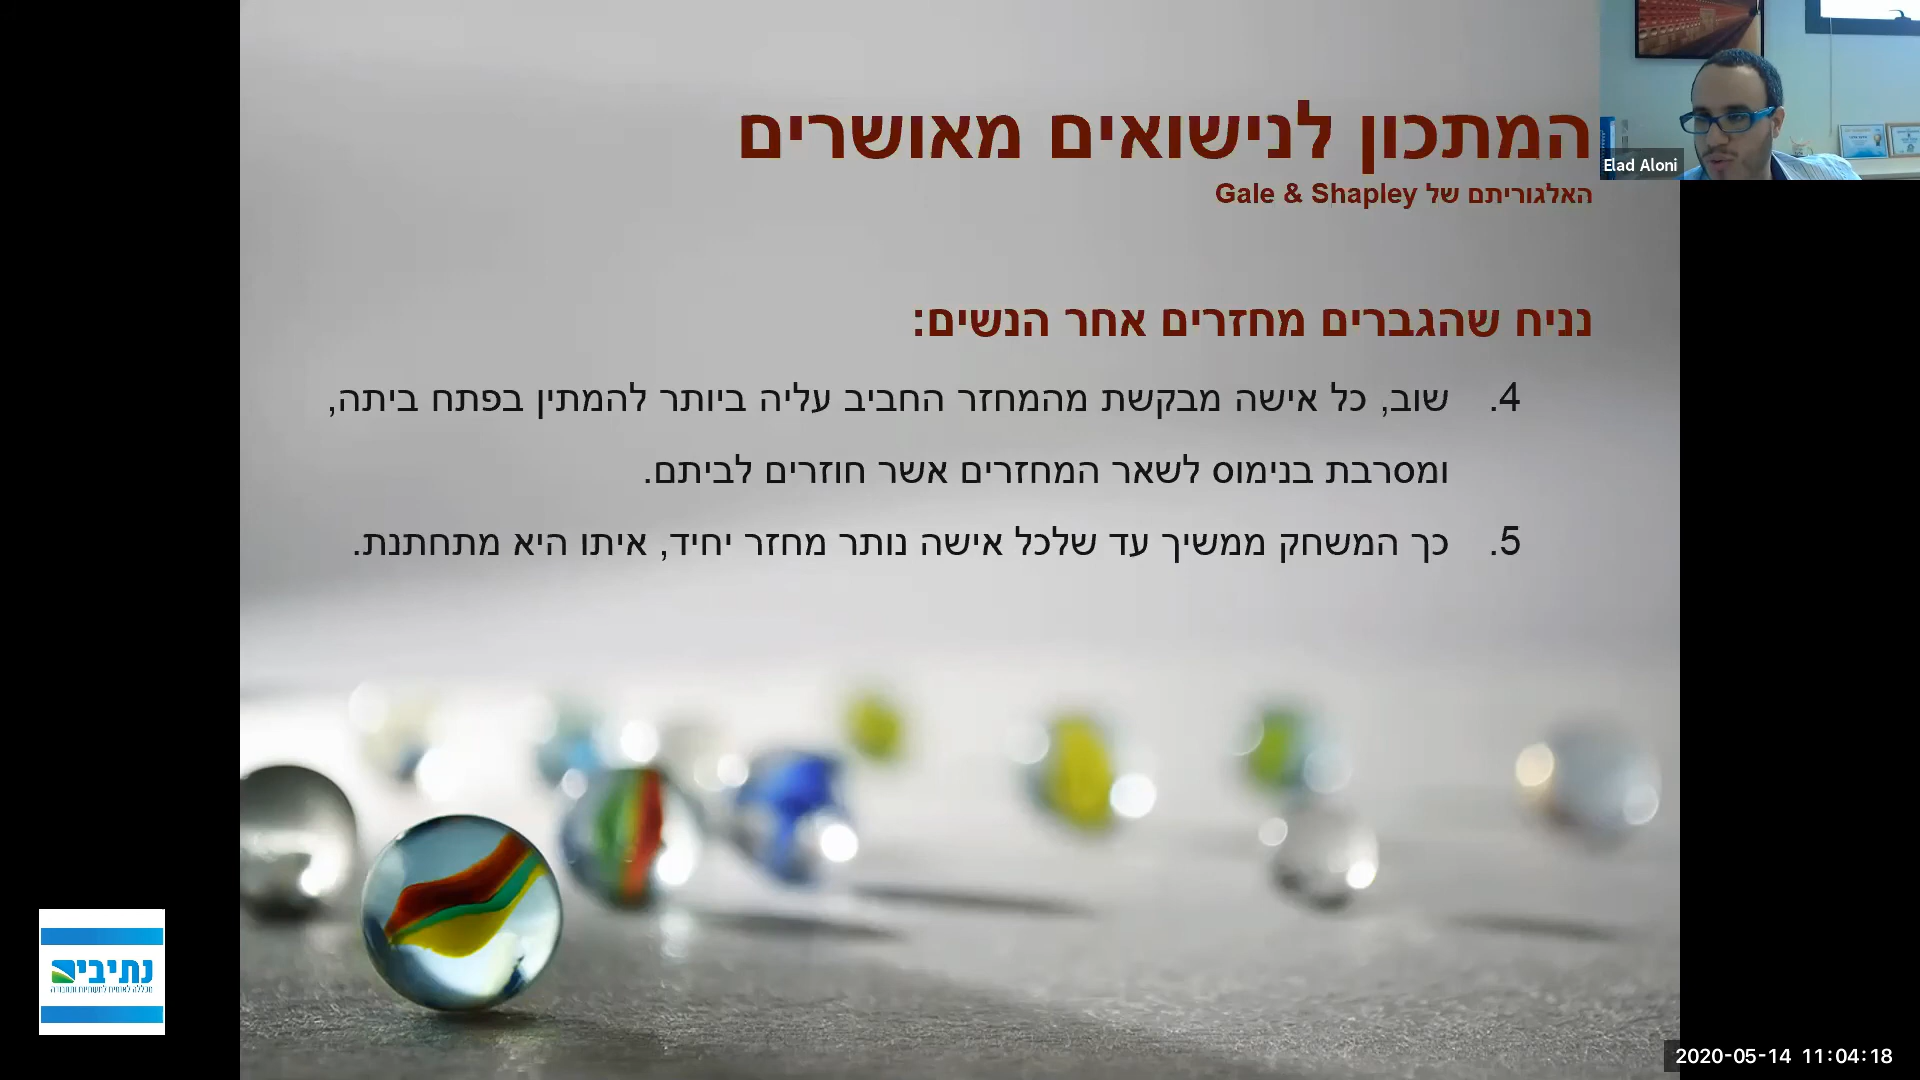 המתכון לנישואים מאושרים
האלגוריתם של Gale & Shapley
נניח שהגברים מחזרים אחר הנשים:
4. שוב, כל אישה מבקשת מהמחזר החביב עליה ביותר להמתין בפתח ביתה,
ומסרבת בנימוס לשאר המחזרים אשר חוזרים לביתם.
5. כך המשחק ממשיך עד שלכל אישה נותר מחזר יחיד, איתו היא מתחתנת.
Elad Aloni
נתיבים
2020-05-14 11:04:18